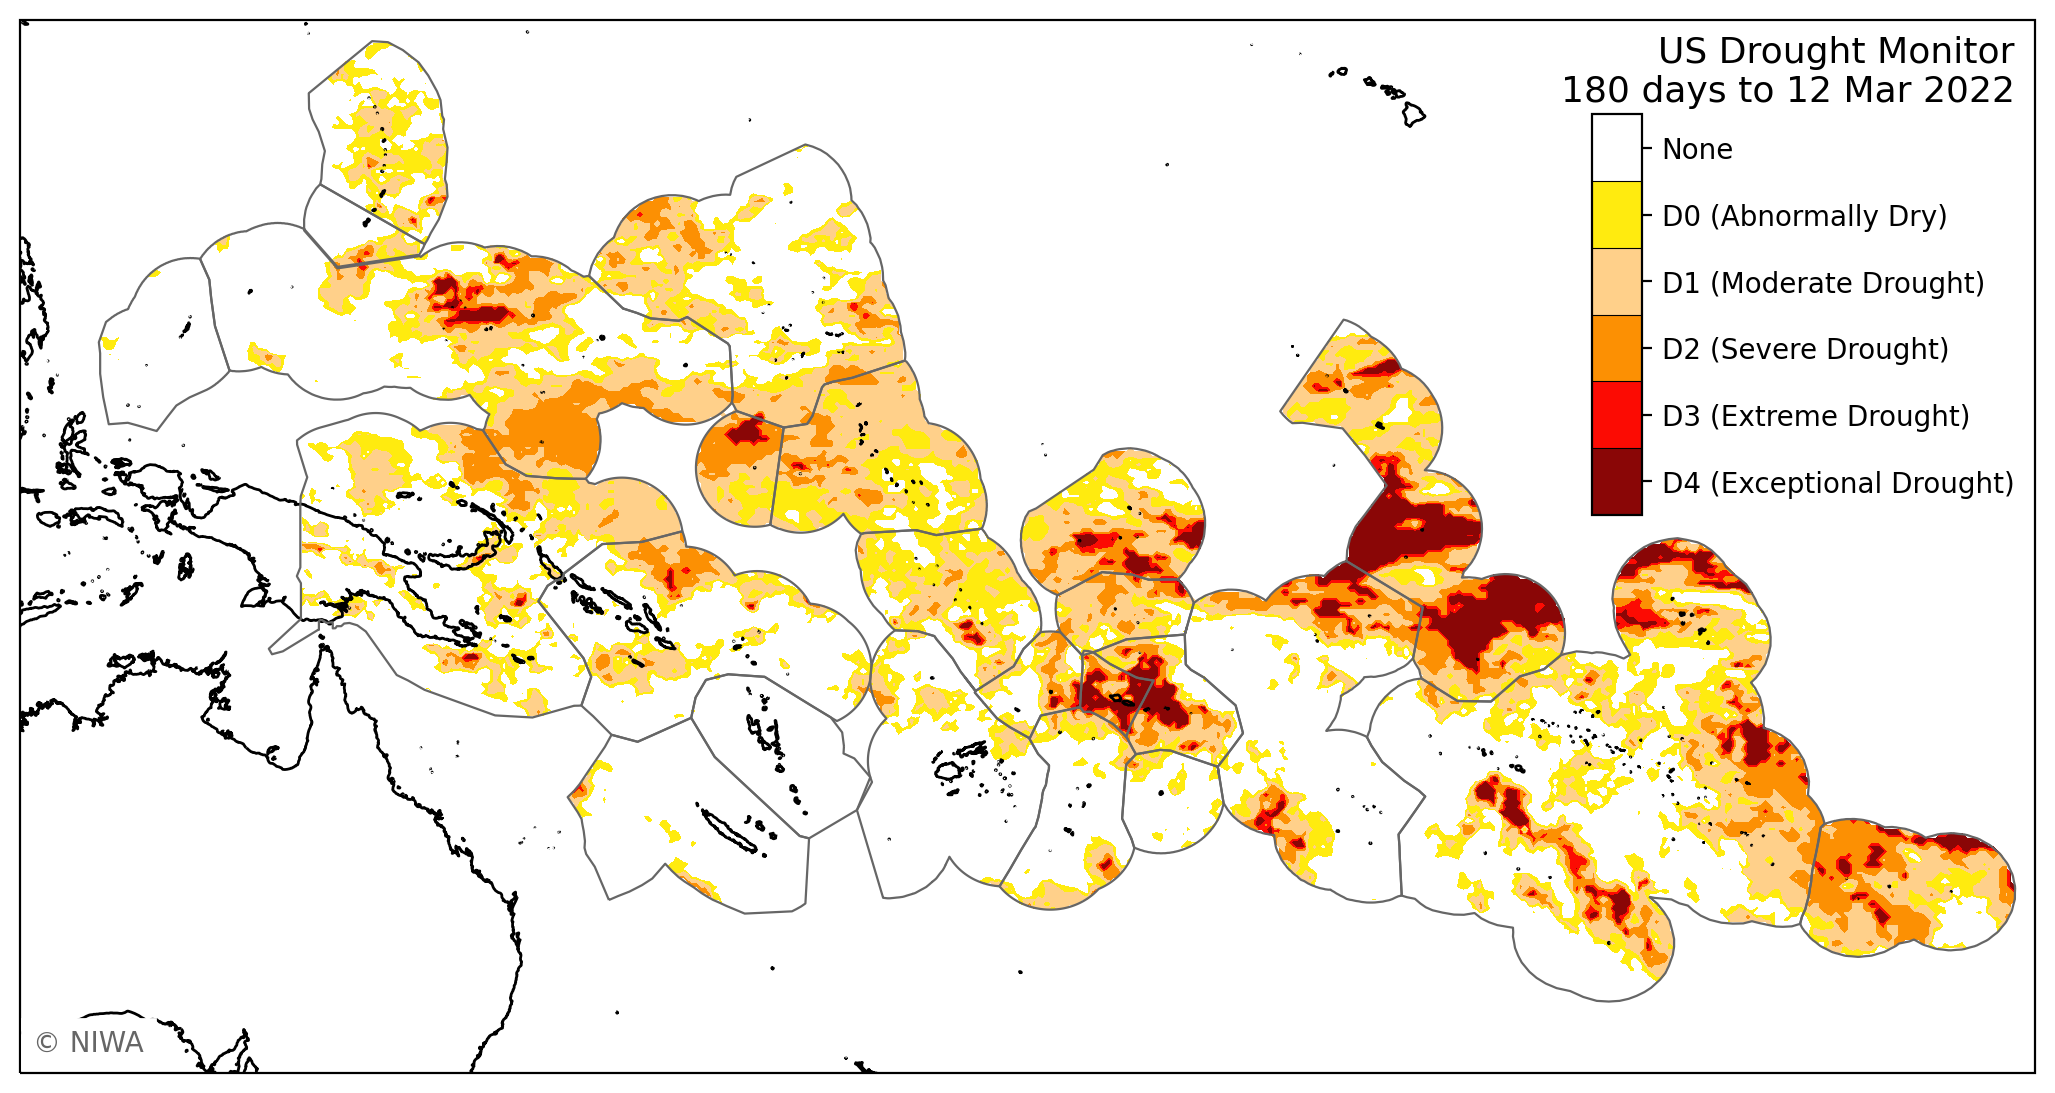 US Drought Monitor
180 days to 12 Mar 2022
None
D0 (Abnormally Dry)
D1 (Moderate Drought)
D2 (Severe Drought)
D3 (Extreme Drought)
D4 (Exceptional Drought)
© NIWA